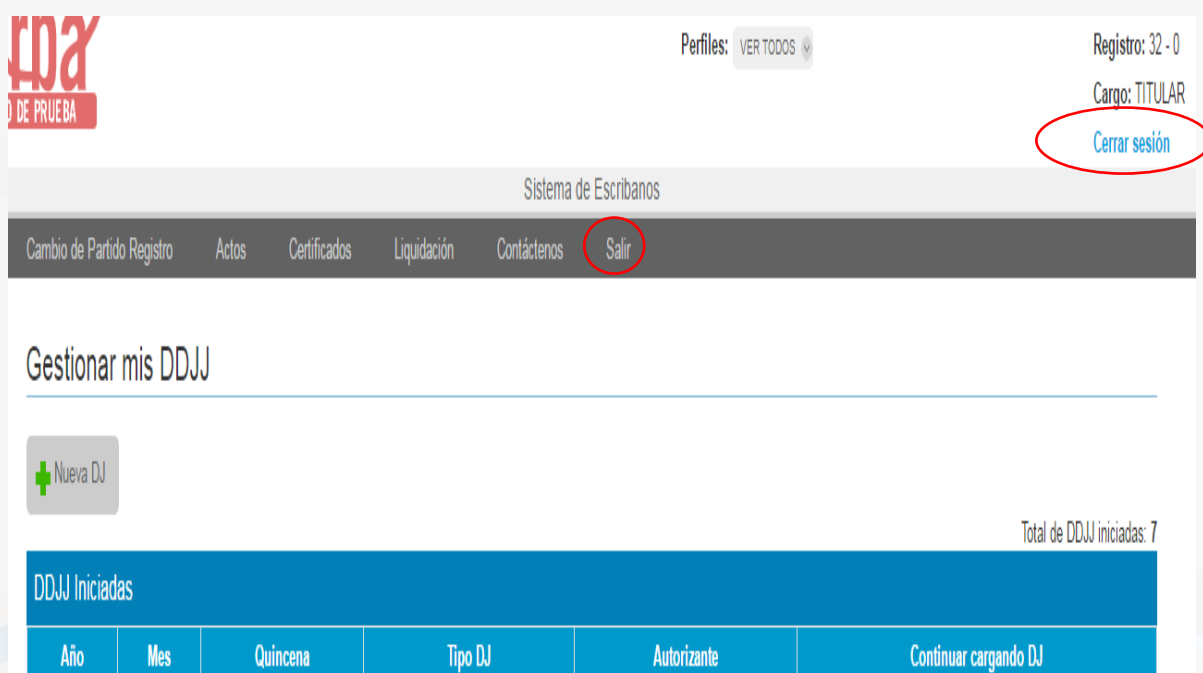 Perfiles: VER TODOS
Registro: 32 - 0
Cargo: TITULAR
DE PRUEBA
Cerrar sesión
Sistema de Escribanos
Cambio de Partido Registro Actos Certificados Liquidación Contáctenos Salir
Gestionar mis DDJJ
Nueva DJ
Total de DDJJ iniciadas: 7
DDJJ Iniciadas
Año Mes Quincena Tipo DJ Autorizante Continuar cargando DJ